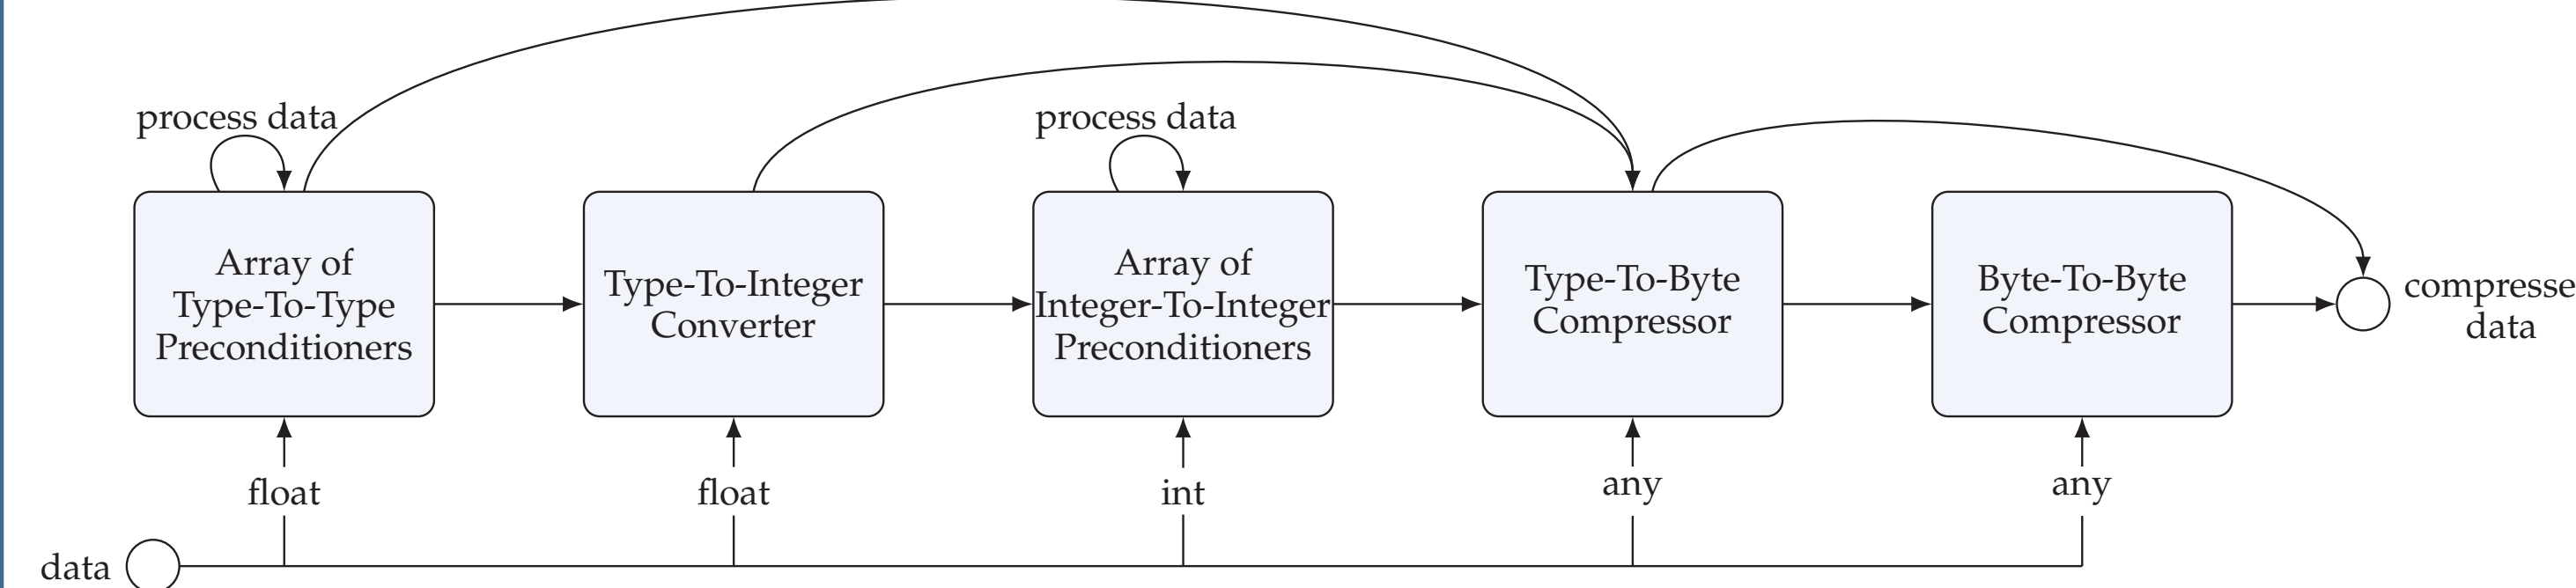 process data
process data
Array of
Type-To-Type
Preconditioners
Type-To-Integer
Converter
Array of
Integer-To-Integer
Preconditioners
Type-To-Byte
Compressor
Byte-To-Byte
Compressor
compresse
data
float
float
int
any
any
data